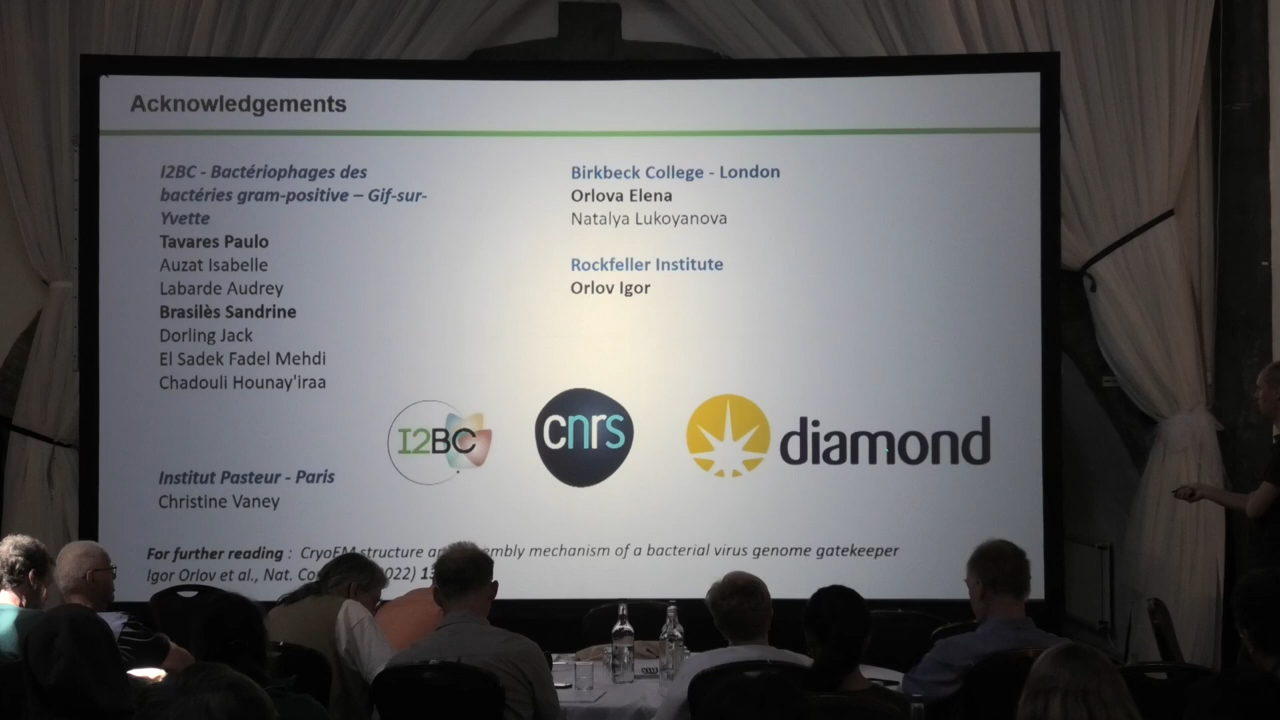 Acknowledgements
I2BC - Bactériophages des
bactéries gram-positive – Gif-sur-
Yvette
Tavares Paulo
Auzat Isabelle
Labarde Audrey
Brasilès Sandrine
Dorling Jack
El Sadek Fadel Mehdi
Chadouli Hounay'iraa
Institut Pasteur - Paris
Christine Vaney
Birkbeck College - London
Orlova Elena
Natalya Lukoyanova
Rockfeller Institute
Orlov Igor
I2BC
cnrs
diamond
For further reading : CryoEM structure mechanism of a bacterial virus genome gatekeeper
Igor Orlov et al., Nat.